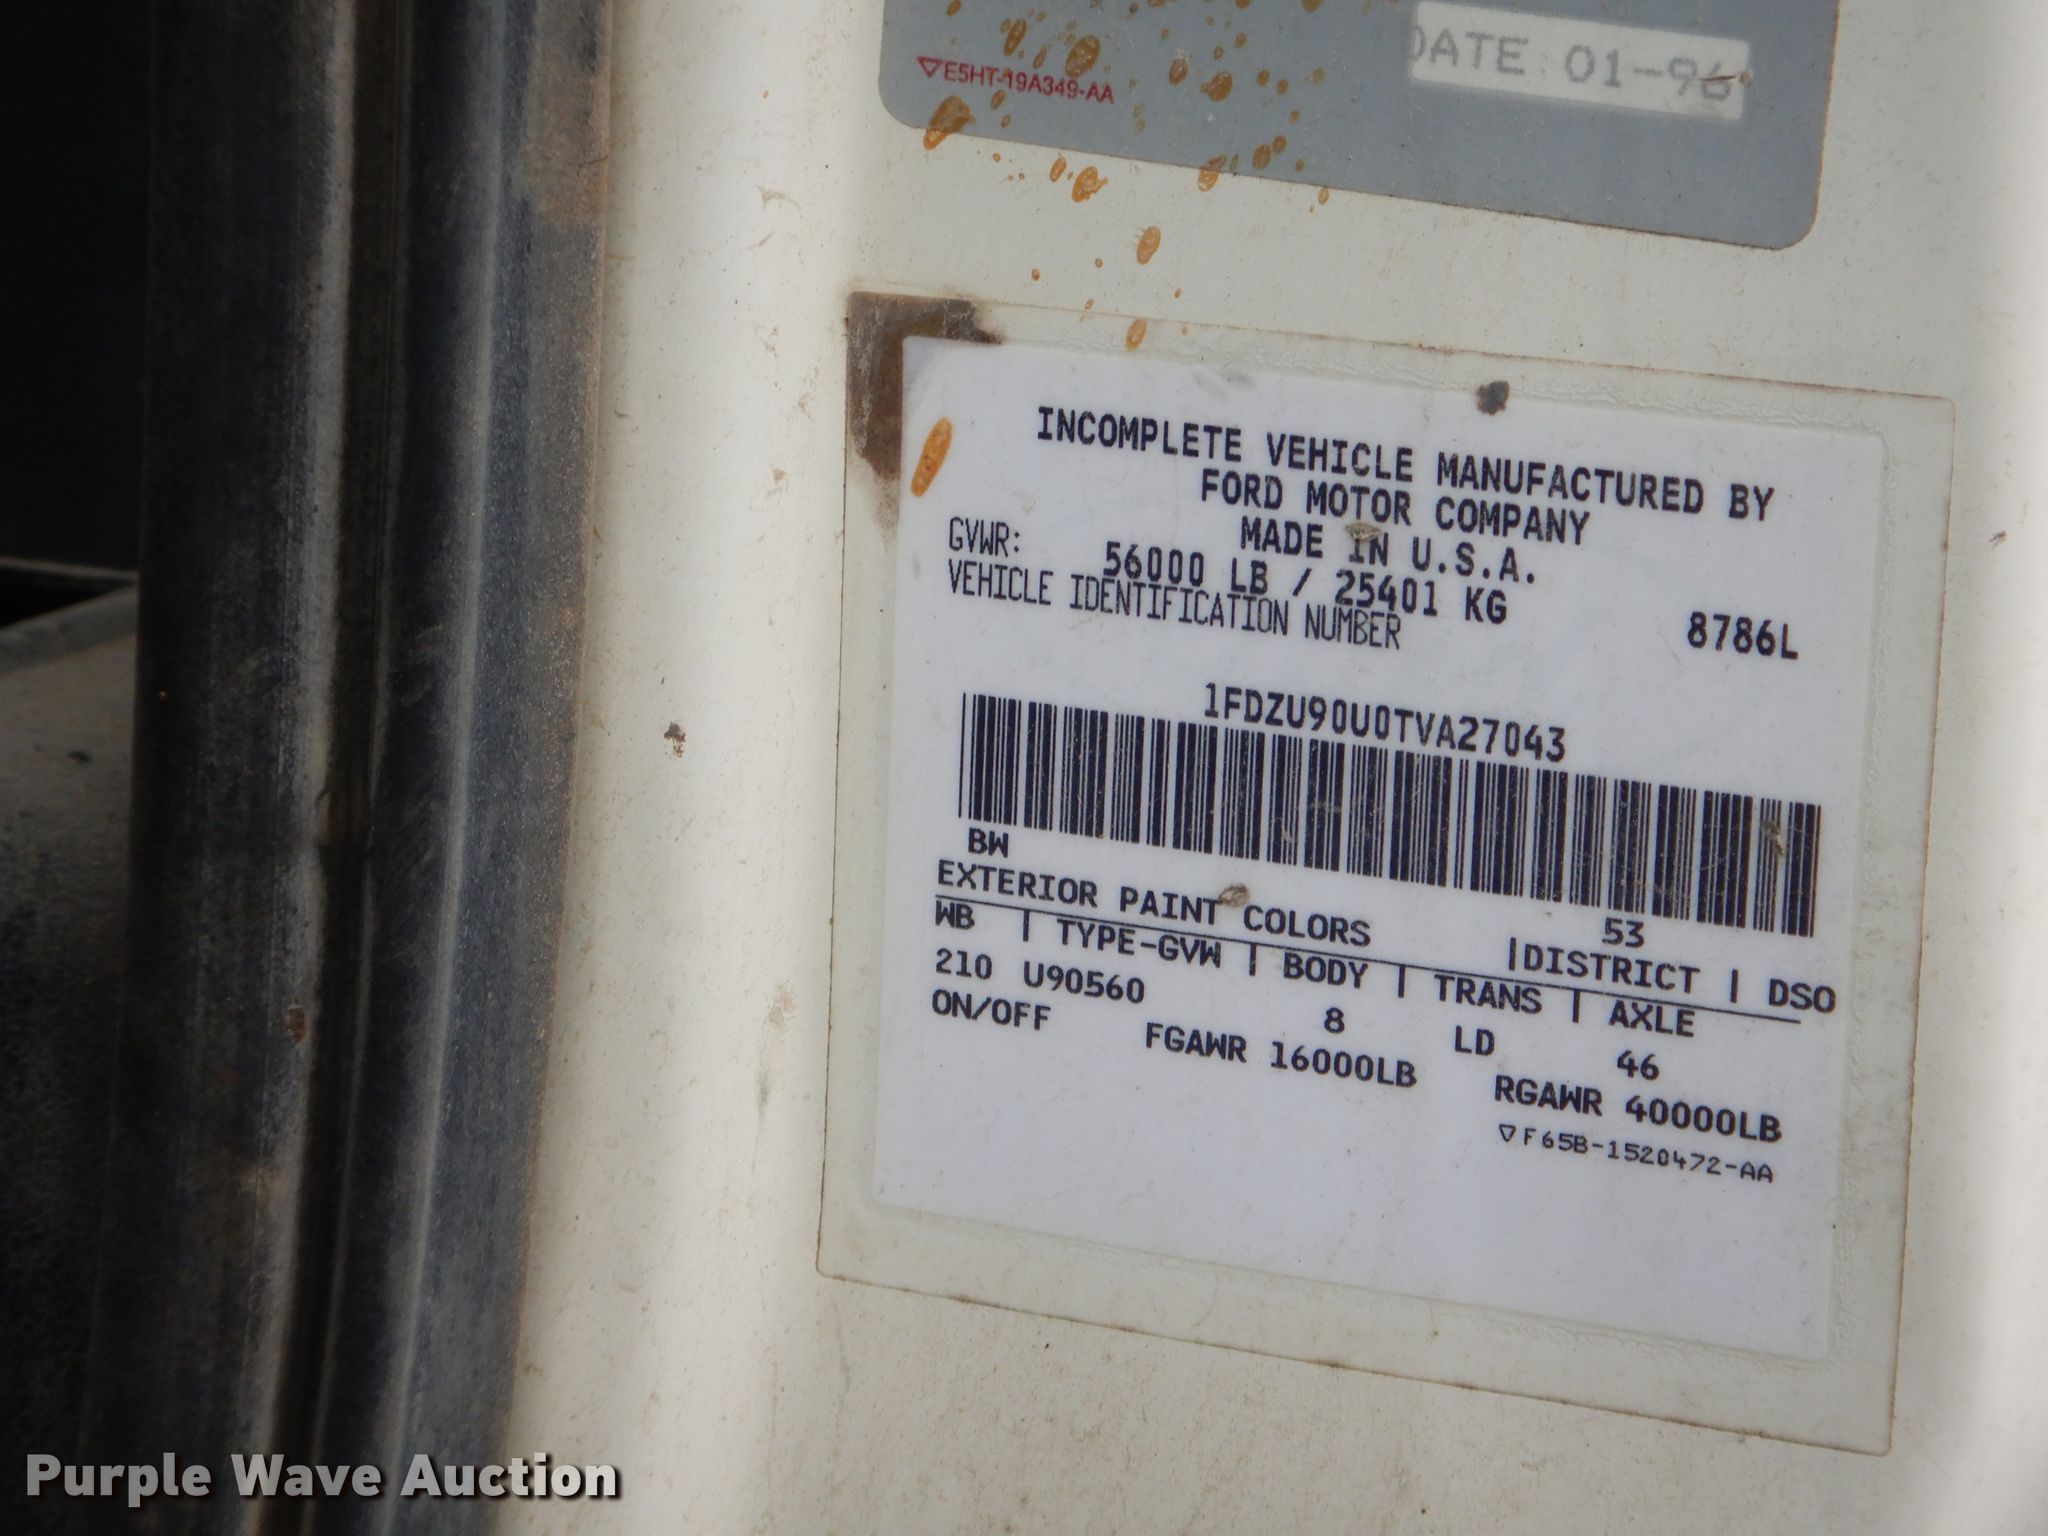 ▽E5HT-19A349-AA
DATE: 01-96
INCOMPLETE VEHICLE MANUFACTURED BY
FORD MOTOR COMPANY
MADE IN U.S.A.
GVWR: 56000 LB / 25401 KG
VEHICLE IDENTIFICATION NUMBER 8786L
1FDZU90U0TVA27043
BW 53
EXTERIOR PAINT COLORS |DISTRICT | DSO
WB | TYPE-GVW | BODY | TRANS | AXLE
210 U90560 8 LD 46
ON/OFF FGAWR 16000LB RGAWR 40000LB
▽F65B-1520472-AA
Purple Wave Auction